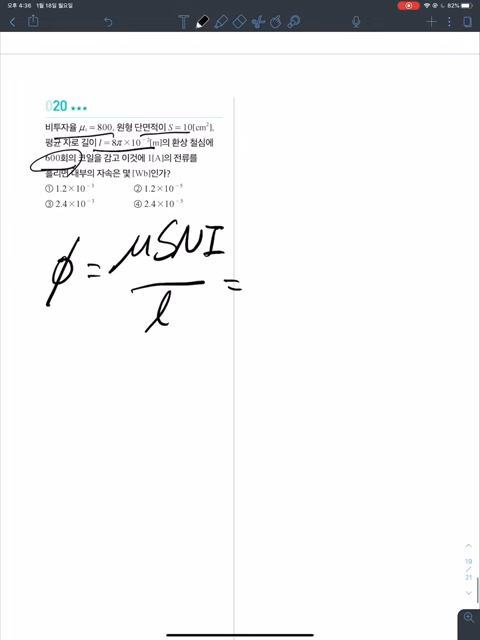 오후 4:36 1월 18일 월요일
82%
020 ★★★
비투자율 μs = 800, 원형 단면적이 S = 10[cm²],
평균 자로 길이 l = 8π×10⁻²[m]의 환상 철심에
600회의 코일을 감고 이것에 1[A]의 전류를
흘리면 내부의 자속은 몇 [Wb]인가?
① 1.2×10⁻³ ② 1.2×10⁻⁵
③ 2.4×10⁻³ ④ 2.4×10⁻⁵
ϕ = μSNI / l =
19
/
21